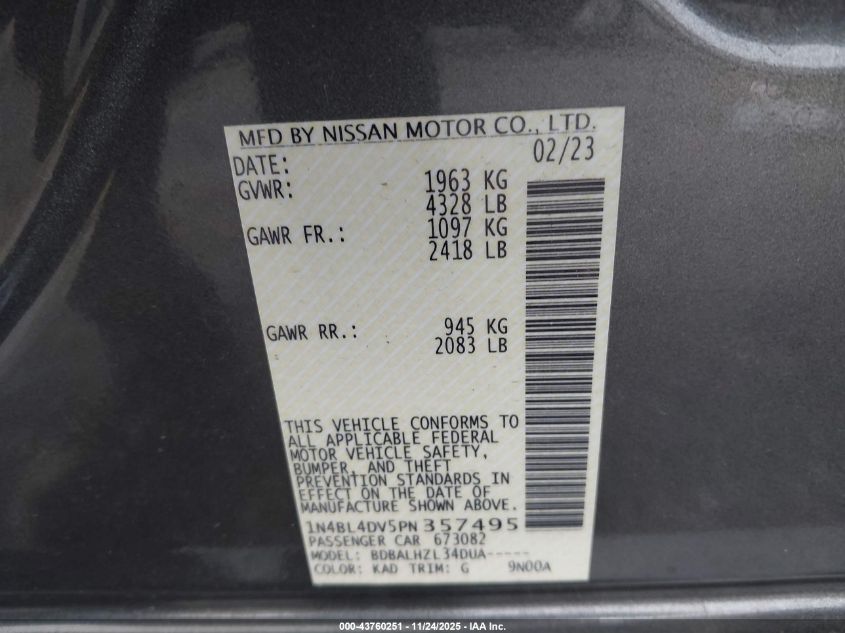 MFD BY NISSAN MOTOR CO., LTD.
DATE: 02/23
GVWR: 1963 KG
4328 LB
GAWR FR.: 1097 KG
2418 LB
GAWR RR.: 945 KG
2083 LB
THIS VEHICLE CONFORMS TO
ALL APPLICABLE FEDERAL
MOTOR VEHICLE SAFETY,
BUMPER, AND THEFT
PREVENTION STANDARDS IN
EFFECT ON THE DATE OF
MANUFACTURE SHOWN ABOVE.
1N4BL4DV5PN357495
PASSENGER CAR 673082
MODEL: BDBALHZL34DUA-----
COLOR: KAD TRIM: G 9N00A
000-43760251 - 11/24/2025 - IAA Inc.